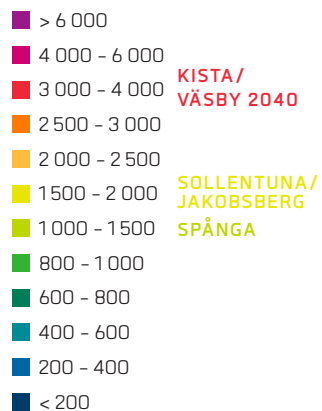 > 6 000
4 000 – 6 000
3 000 – 4 000
KISTA/
VÄSBY 2040
2 500 – 3 000
2 000 – 2 500
1 500 – 2 000
SOLLENTUNA/
JAKOBSBERG
1 000 – 1 500
SPÅNGA
800 – 1 000
600 – 800
400 – 600
200 – 400
< 200